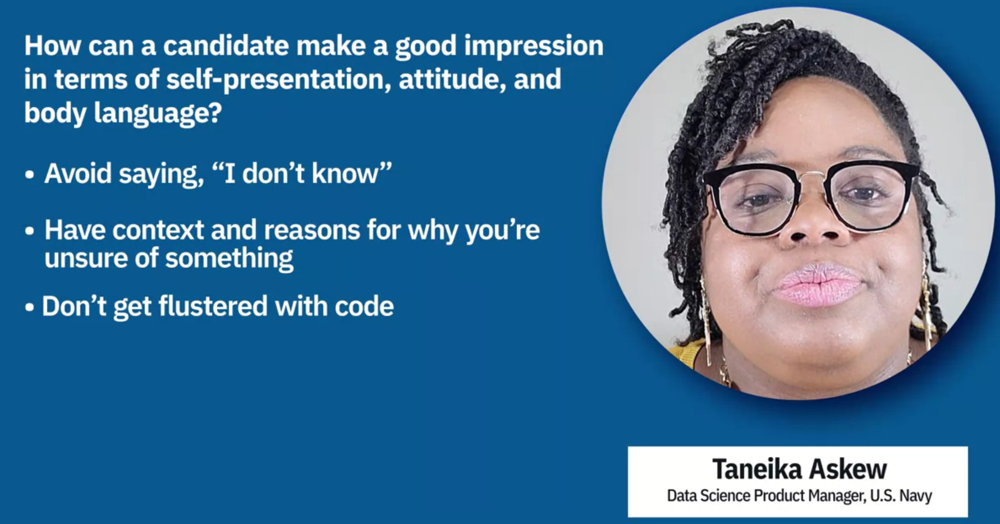 How can a candidate make a good impression
in terms of self-presentation, attitude, and
body language?
• Avoid saying, “I don’t know”
• Have context and reasons for why you’re
unsure of something
• Don’t get flustered with code
Taneika Askew
Data Science Product Manager, U.S. Navy